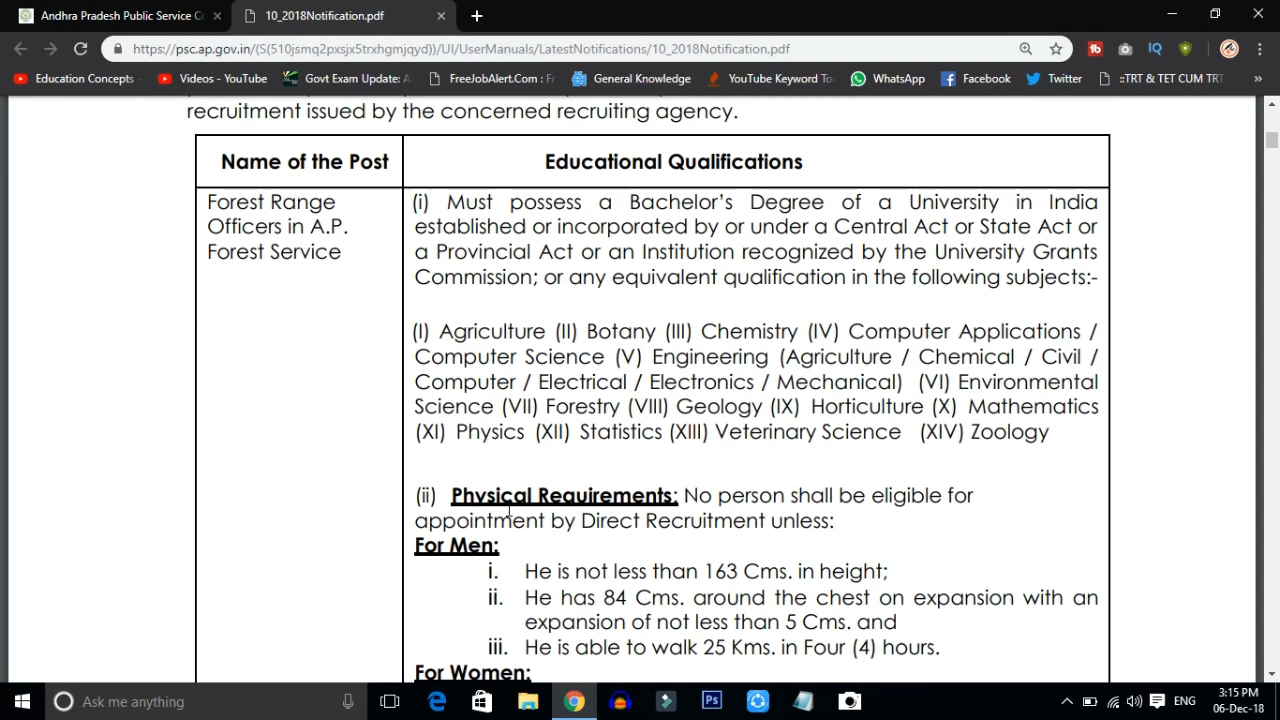 Andhra Pradesh Public Service Co
10_2018Notification.pdf
https://psc.ap.gov.in/(S(510jsmq2pxsjx5trxhgmjqyd))/UI/UserManuals/LatestNotifications/10_2018Notification.pdf
Education Concepts -
Videos - YouTube
Govt Exam Update: A
FreeJobAlert.Com : F
General Knowledge
YouTube Keyword To
WhatsApp
Facebook
Twitter
::TRT & TET CUM TRT
»
recruitment issued by the concerned recruiting agency.
Name of the Post
Educational Qualifications
Forest Range
Officers in A.P.
Forest Service
(i) Must possess a Bachelor's Degree of a University in India
established or incorporated by or under a Central Act or State Act or
a Provincial Act or an Institution recognized by the University Grants
Commission; or any equivalent qualification in the following subjects:-
(I) Agriculture (II) Botany (III) Chemistry (IV) Computer Applications /
Computer Science (V) Engineering (Agriculture / Chemical / Civil /
Computer / Electrical / Electronics / Mechanical) (VI) Environmental
Science (VII) Forestry (VIII) Geology (IX) Horticulture (X) Mathematics
(XI) Physics (XII) Statistics (XIII) Veterinary Science (XIV) Zoology
(ii) Physical Requirements: No person shall be eligible for
appointment by Direct Recruitment unless:
For Men:
i. He is not less than 163 Cms. in height;
ii. He has 84 Cms. around the chest on expansion with an
expansion of not less than 5 Cms. and
iii. He is able to walk 25 Kms. in Four (4) hours.
For Women:
Ask me anything
Ps
ENG
3:15 PM
06-Dec-18